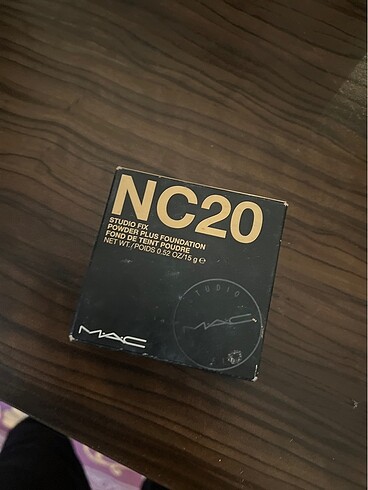 NC20
STUDIO FIX
POWDER PLUS FOUNDATION
FOND DE TEINT POUDRE
NET WT./POIDS 0.52 OZ/15 g ℮
TUDIO
MAC
MAC